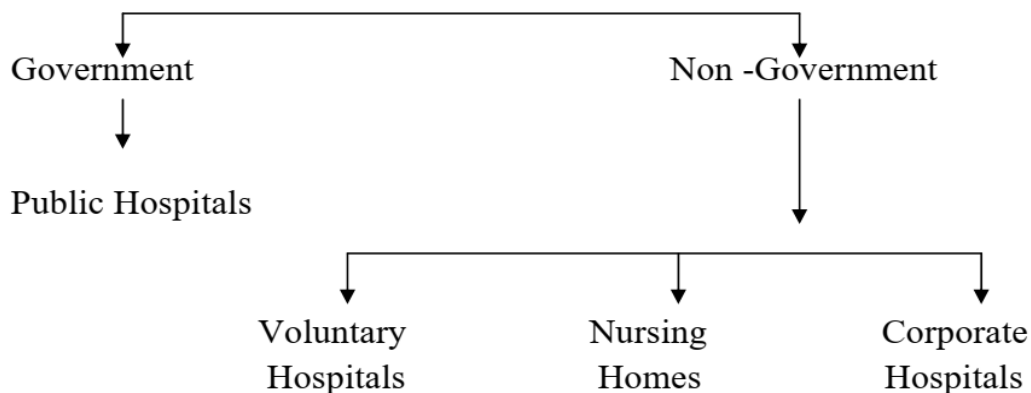 Government Non -Government
Public Hospitals
Voluntary Nursing Corporate
Hospitals Homes Hospitals